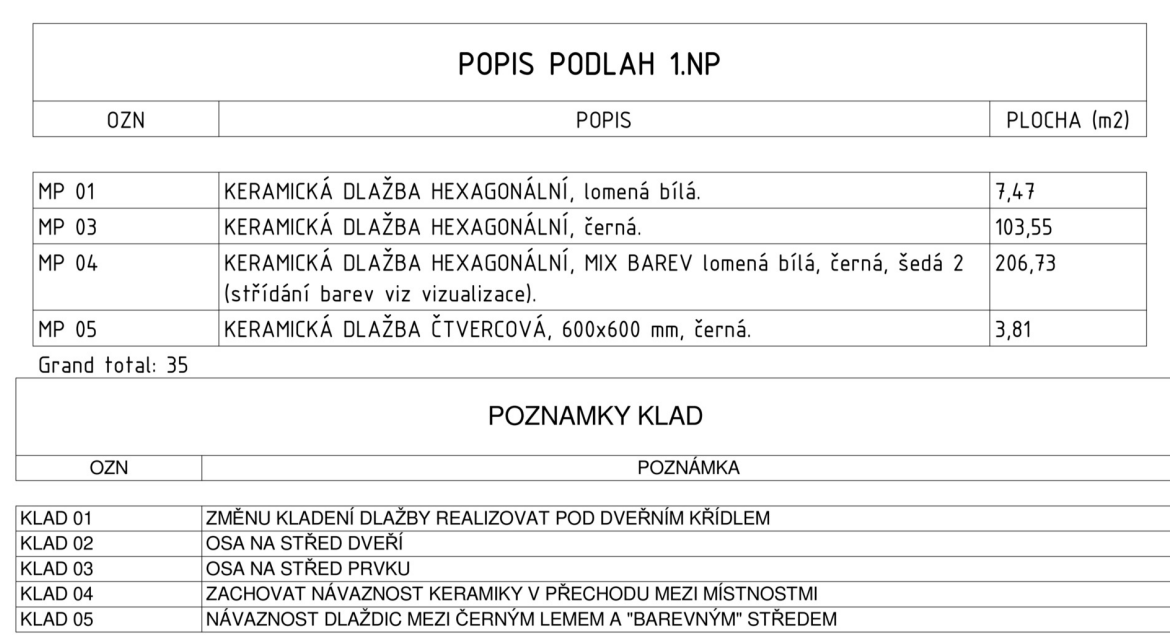 POPIS PODLAH 1.NP
OZN POPIS PLOCHA (m2)
MP 01 KERAMICKÁ DLAŽBA HEXAGONÁLNÍ, lomená bílá. 7,47
MP 03 KERAMICKÁ DLAŽBA HEXAGONÁLNÍ, černá. 103,55
MP 04 KERAMICKÁ DLAŽBA HEXAGONÁLNÍ, MIX BAREV lomená bílá, černá, šedá 2 206,73
(střídání barev viz vizualizace).
MP 05 KERAMICKÁ DLAŽBA ČTVERCOVÁ, 600x600 mm, černá. 3,81
Grand total: 35
POZNAMKY KLAD
OZN POZNÁMKA
KLAD 01 ZMĚNU KLADENÍ DLAŽBY REALIZOVAT POD DVEŘNÍM KŘÍDLEM
KLAD 02 OSA NA STŘED DVEŘÍ
KLAD 03 OSA NA STŘED PRVKU
KLAD 04 ZACHOVAT NÁVAZNOST KERAMIKY V PŘECHODU MEZI MÍSTNOSTMI
KLAD 05 NÁVAZNOST DLAŽDIC MEZI ČERNÝM LEMEM A "BAREVNÝM" STŘEDEM